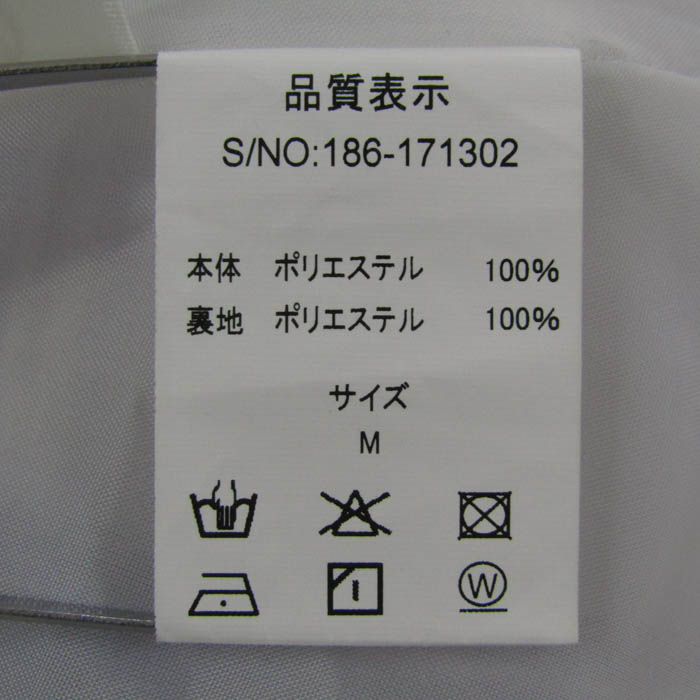 品質表示
S/NO:186-171302
本体 ポリエステル 100%
裏地 ポリエステル 100%
サイズ
M
W